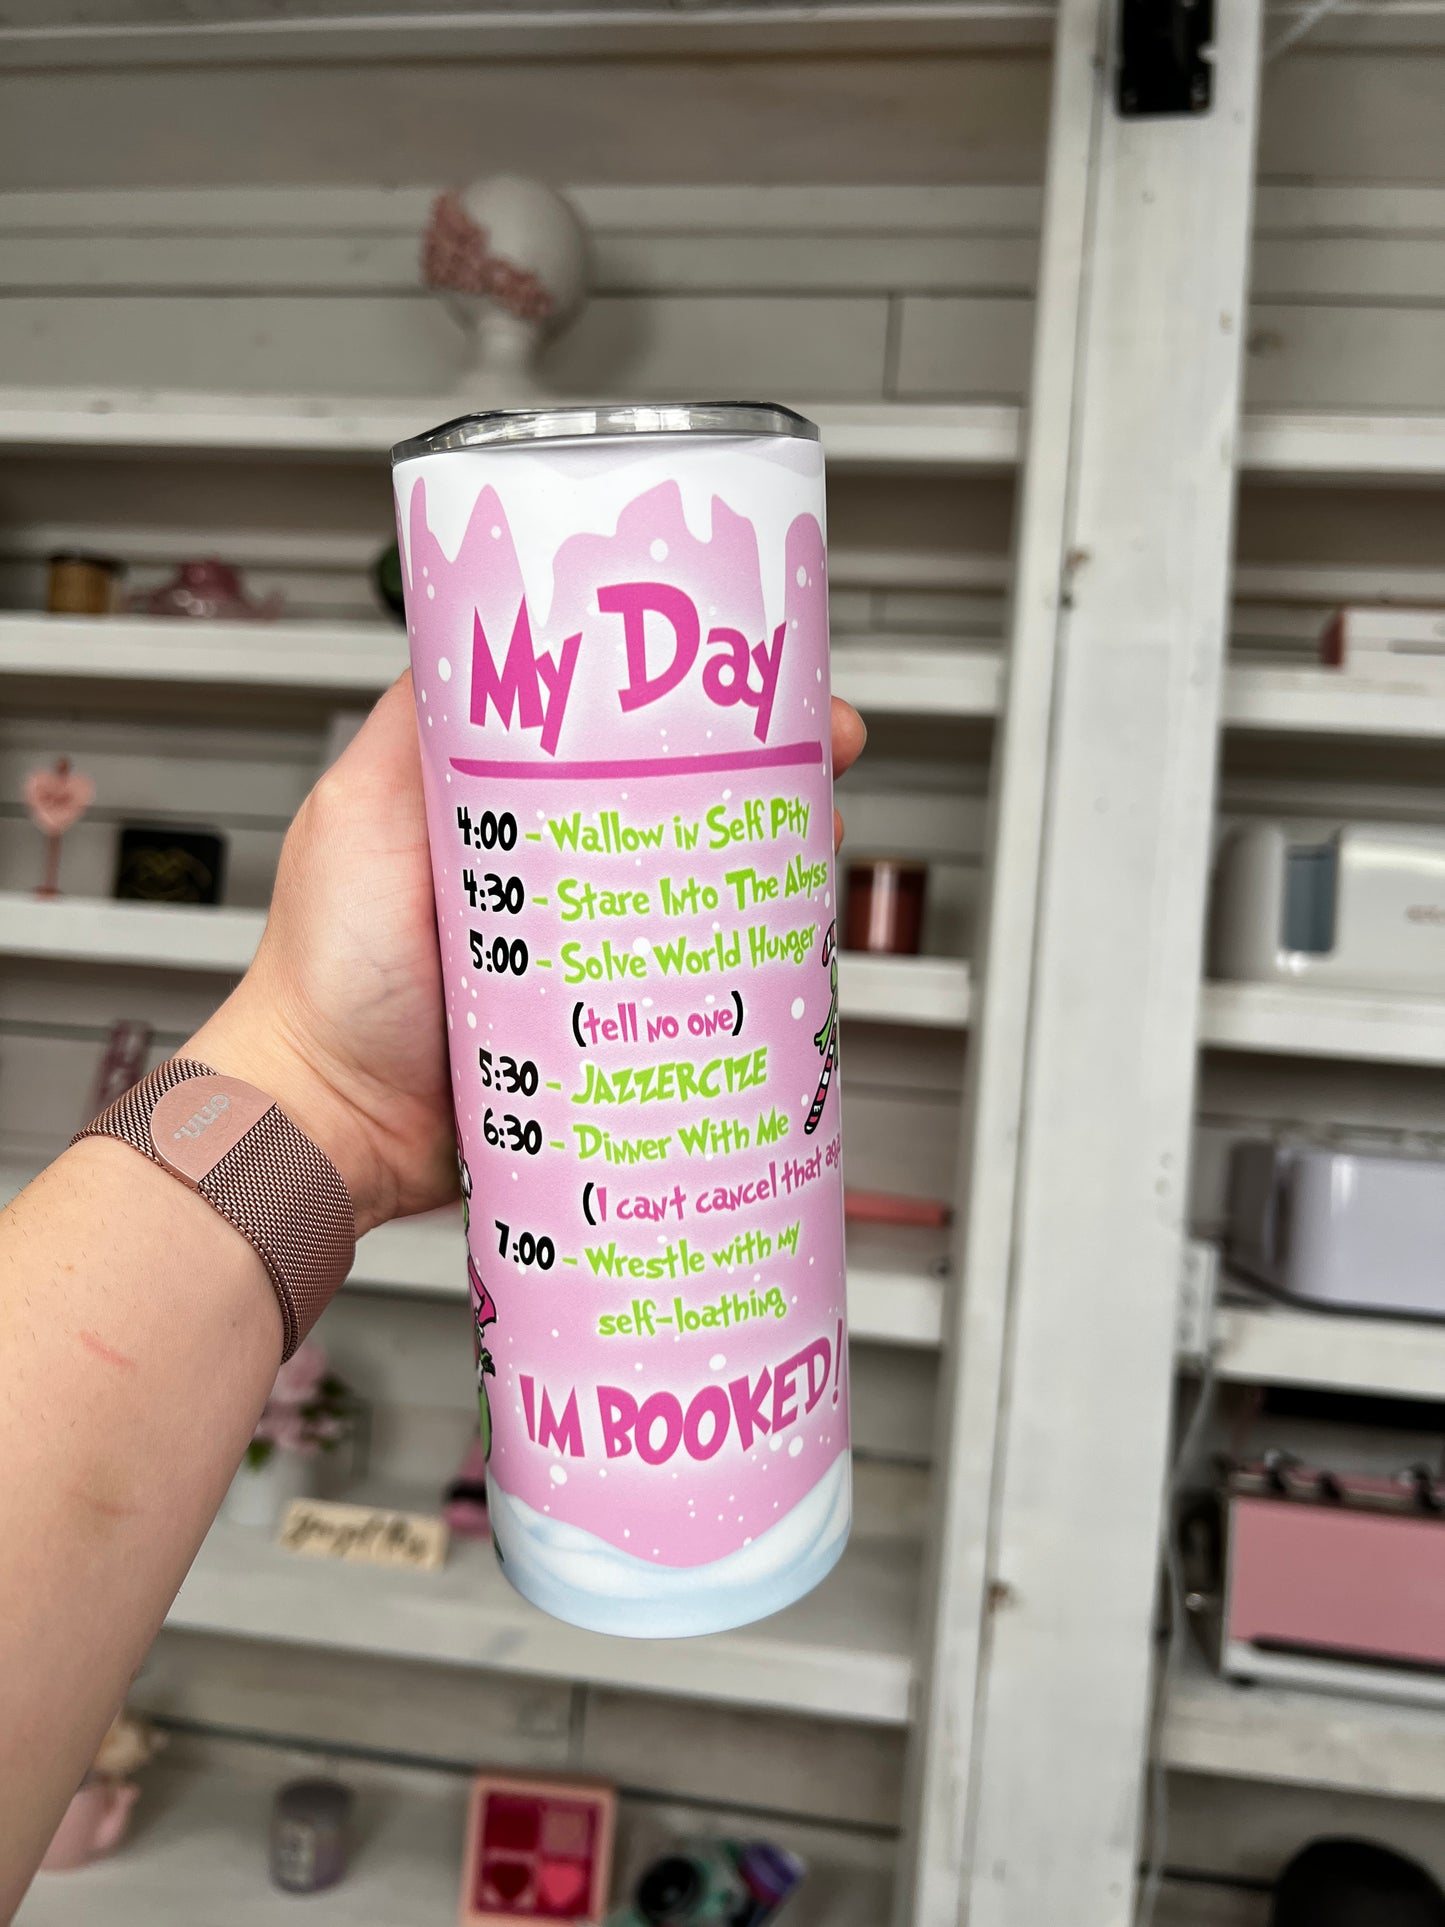 My Day
4:00 - Wallow in Self Pity
4:30 - Stare Into The Abyss
5:00 - Solve World Hunger
(tell no one)
5:30 - JAZZERCIZE
6:30 - Dinner With Me
(I can't cancel that
7:00 - Wrestle with my
self-loathing
IM BOOKED!